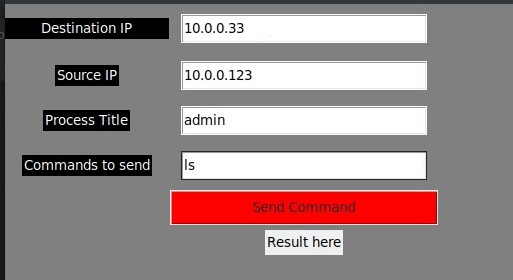 Destination IP 10.0.0.33
Source IP 10.0.0.123
Process Title admin
Commands to send ls
Send Command
Result here